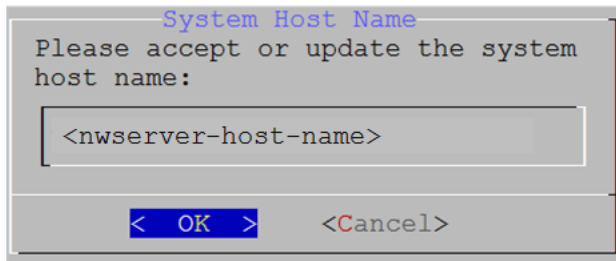 System Host Name
Please accept or update the system
host name:
<nwserver-host-name>
< OK > <Cancel>